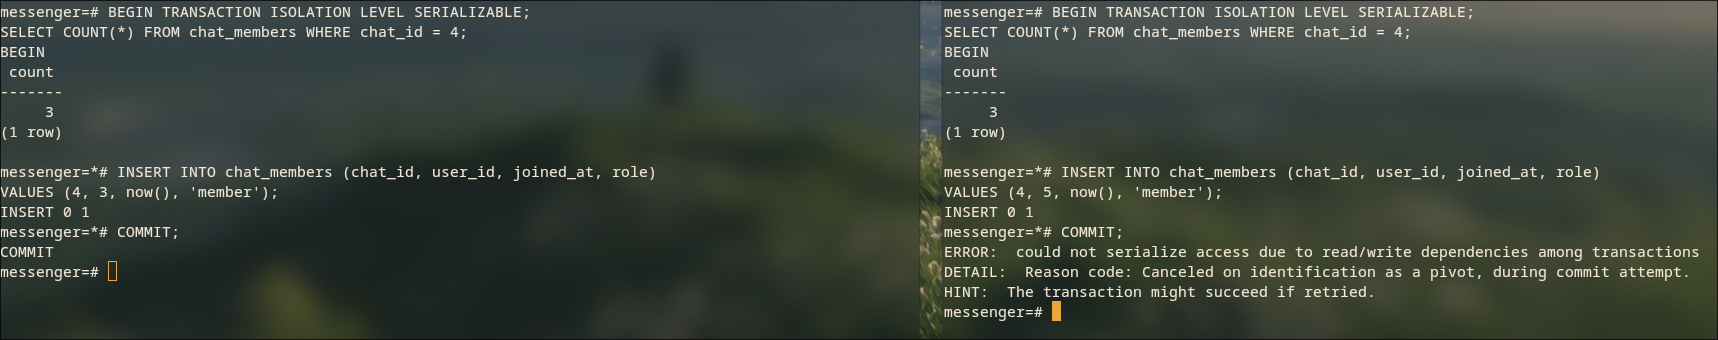 messenger=# BEGIN TRANSACTION ISOLATION LEVEL SERIALIZABLE;
SELECT COUNT(*) FROM chat_members WHERE chat_id = 4;
BEGIN
 count
-------
     3
(1 row)

messenger=*# INSERT INTO chat_members (chat_id, user_id, joined_at, role)
VALUES (4, 3, now(), 'member');
INSERT 0 1
messenger=*# COMMIT;
COMMIT
messenger=#

messenger=# BEGIN TRANSACTION ISOLATION LEVEL SERIALIZABLE;
SELECT COUNT(*) FROM chat_members WHERE chat_id = 4;
BEGIN
 count
-------
     3
(1 row)

messenger=*# INSERT INTO chat_members (chat_id, user_id, joined_at, role)
VALUES (4, 5, now(), 'member');
INSERT 0 1
messenger=*# COMMIT;
ERROR:  could not serialize access due to read/write dependencies among transactions
DETAIL:  Reason code: Canceled on identification as a pivot, during commit attempt.
HINT:  The transaction might succeed if retried.
messenger=#